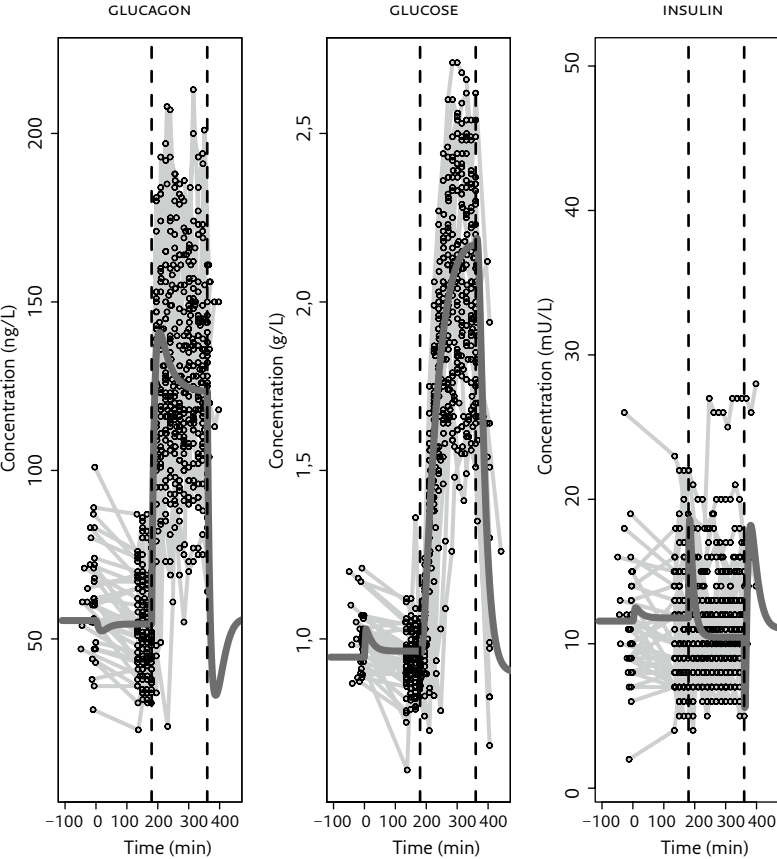 GLUCAGON
Concentration (ng/L)
200
150
100
50
−100 0 100 200 300 400
Time (min)
GLUCOSE
Concentration (g/L)
2,5
2,0
1,5
1,0
−100 0 100 200 300 400
Time (min)
INSULIN
Concentration (mU/L)
50
40
30
20
10
0
−100 0 100 200 300 400
Time (min)